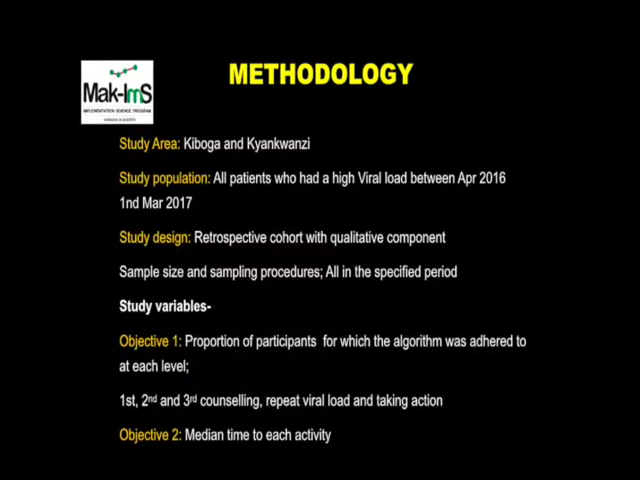 METHODOLOGY
Mak-ImS
IMPLEMENTATION SCIENCE PROGRAM
Study Area: Kiboga and Kyankwanzi
Study population: All patients who had a high Viral load between Apr 2016
1nd Mar 2017
Study design: Retrospective cohort with qualitative component
Sample size and sampling procedures; All in the specified period
Study variables-
Objective 1: Proportion of participants for which the algorithm was adhered to
at each level;
1st, 2nd and 3rd counselling, repeat viral load and taking action
Objective 2: Median time to each activity